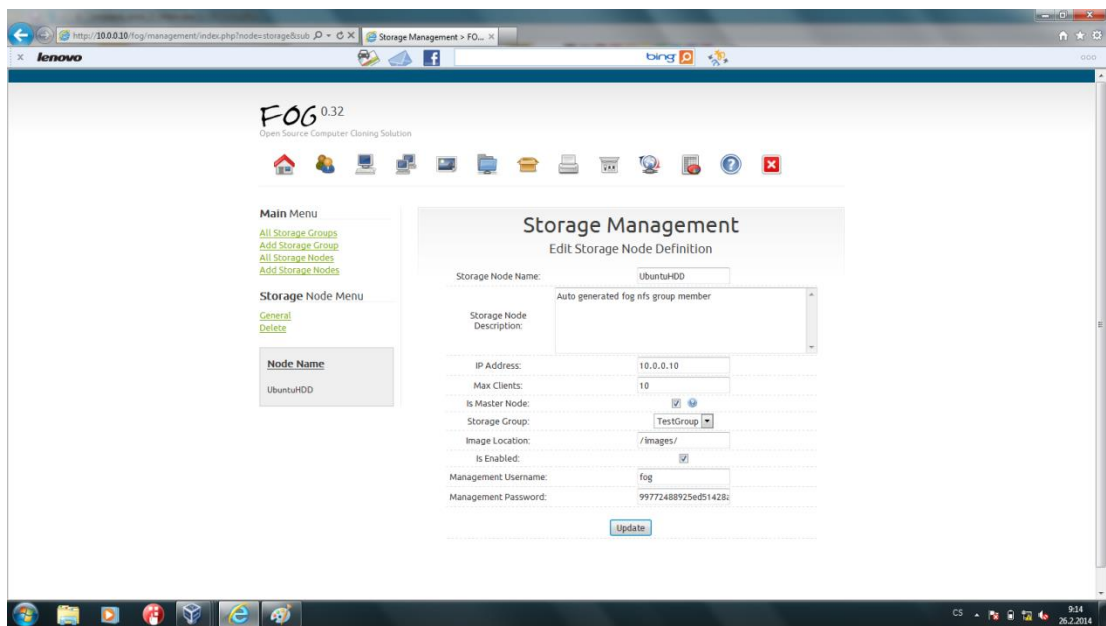 http://10.0.0.10/fog/management/index.php?node=storage&sub
Storage Management > FO...
lenovo
bing
FOG 0.32
Open Source Computer Cloning Solution
Main Menu
All Storage Groups
Add Storage Group
All Storage Nodes
Add Storage Nodes
Storage Node Menu
General
Delete
Node Name
UbuntuHDD
Storage Management
Edit Storage Node Definition
Storage Node Name: UbuntuHDD
Storage Node Description: Auto generated fog nfs group member
IP Address: 10.0.0.10
Max Clients: 10
Is Master Node:
Storage Group: TestGroup
Image Location: /images/
Is Enabled:
Management Username: fog
Management Password: 99772488925ed51428
Update
CS
9:14
26.2.2014